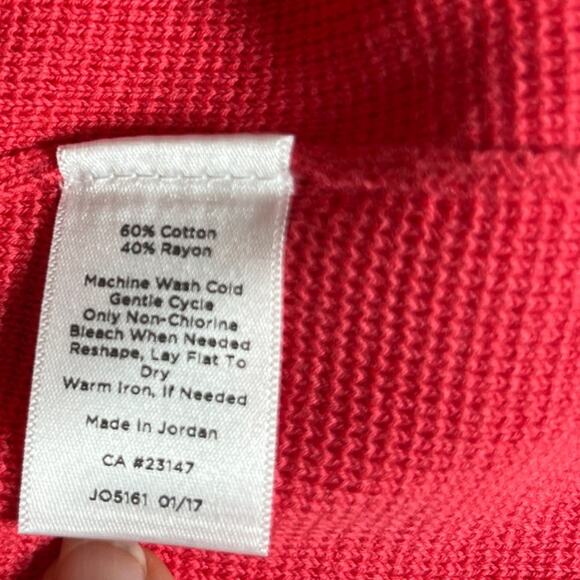 60% Cotton
40% Rayon
Machine Wash Cold
Gentle Cycle
Only Non-Chlorine
Bleach When Needed
Reshape, Lay Flat To
Dry
Warm Iron, If Needed
Made In Jordan
CA #23147
JO5161 01/17